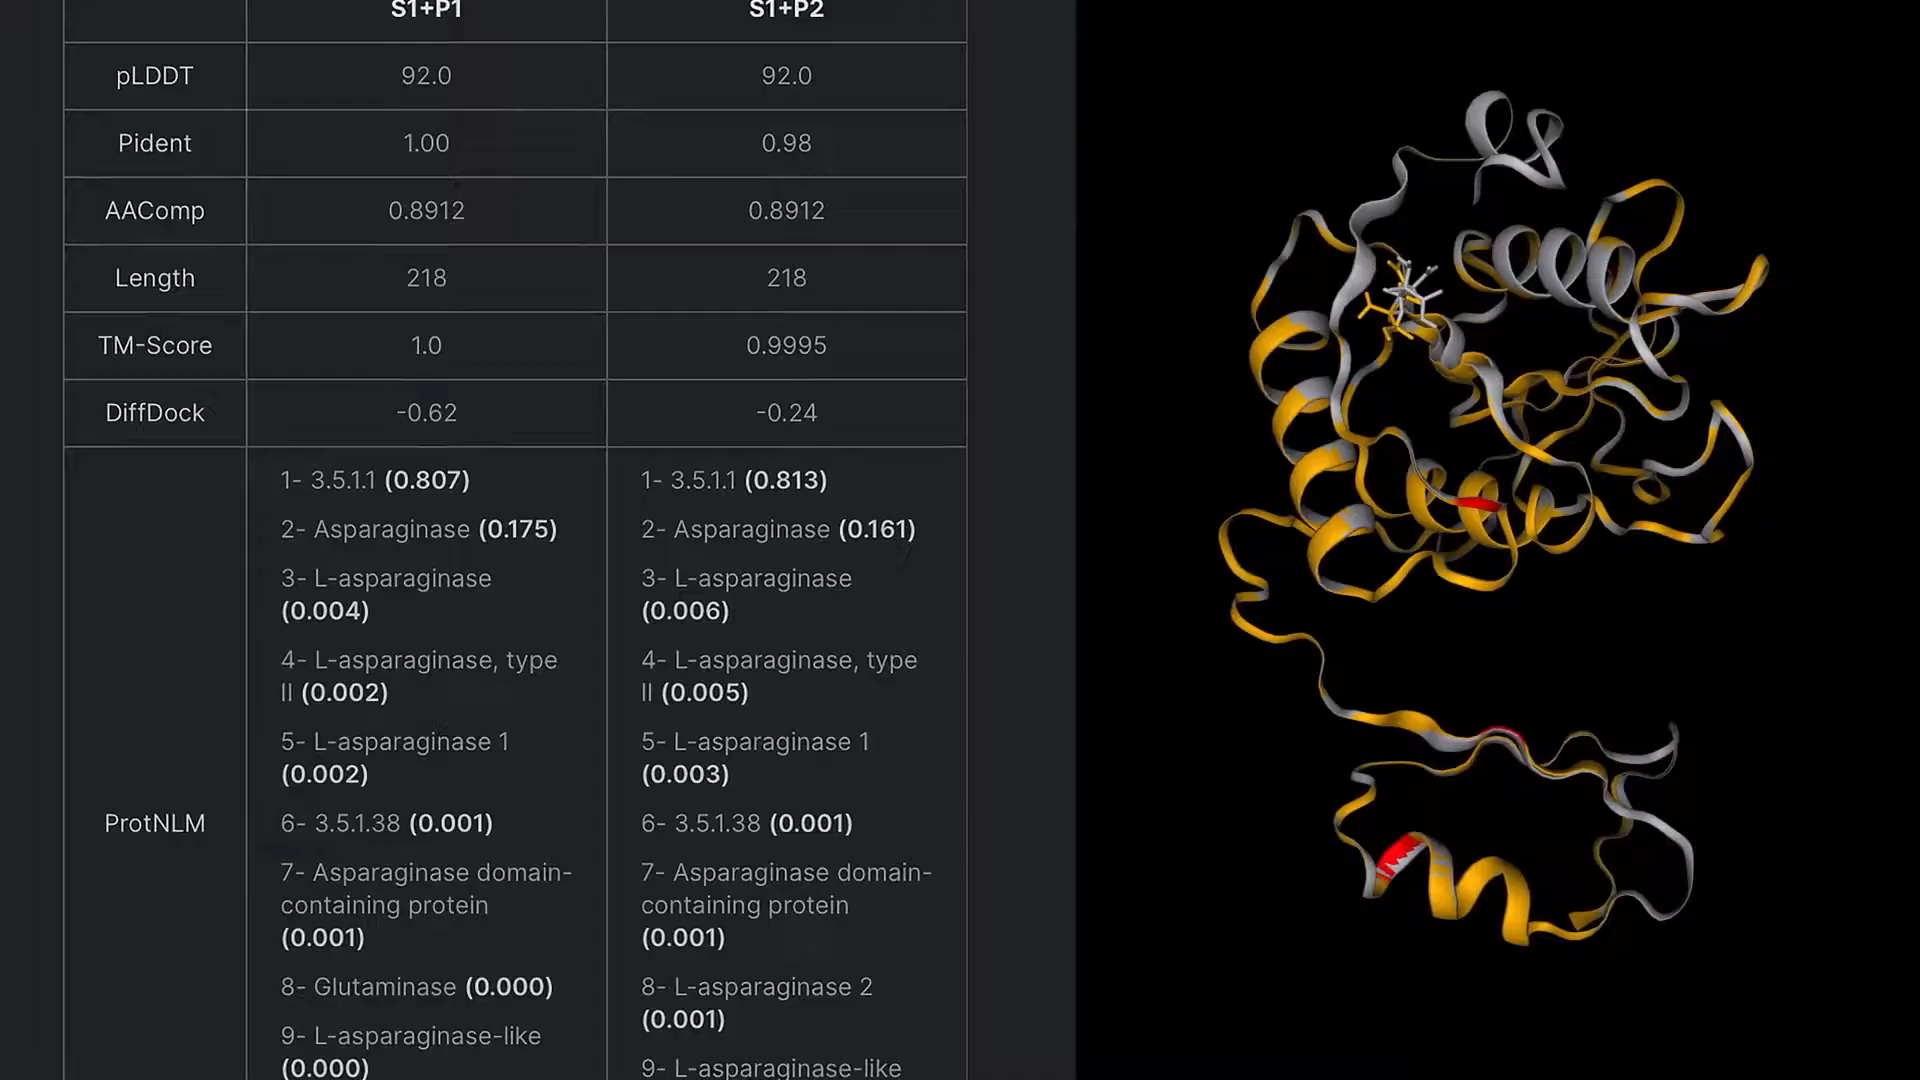 S1+P1 S1+P2
pLDDT 92.0 92.0
Pident 1.00 0.98
AAComp 0.8912 0.8912
Length 218 218
TM-Score 1.0 0.9995
DiffDock -0.62 -0.24
ProtNLM
1- 3.5.1.1 (0.807)
2- Asparaginase (0.175)
3- L-asparaginase
(0.004)
4- L-asparaginase, type
II (0.002)
5- L-asparaginase 1
(0.002)
6- 3.5.1.38 (0.001)
7- Asparaginase domain-
containing protein
(0.001)
8- Glutaminase (0.000)
9- L-asparaginase-like
(0.000)
1- 3.5.1.1 (0.813)
2- Asparaginase (0.161)
3- L-asparaginase
(0.006)
4- L-asparaginase, type
II (0.005)
5- L-asparaginase 1
(0.003)
6- 3.5.1.38 (0.001)
7- Asparaginase domain-
containing protein
(0.001)
8- L-asparaginase 2
(0.001)
9- L-asparaginase-like